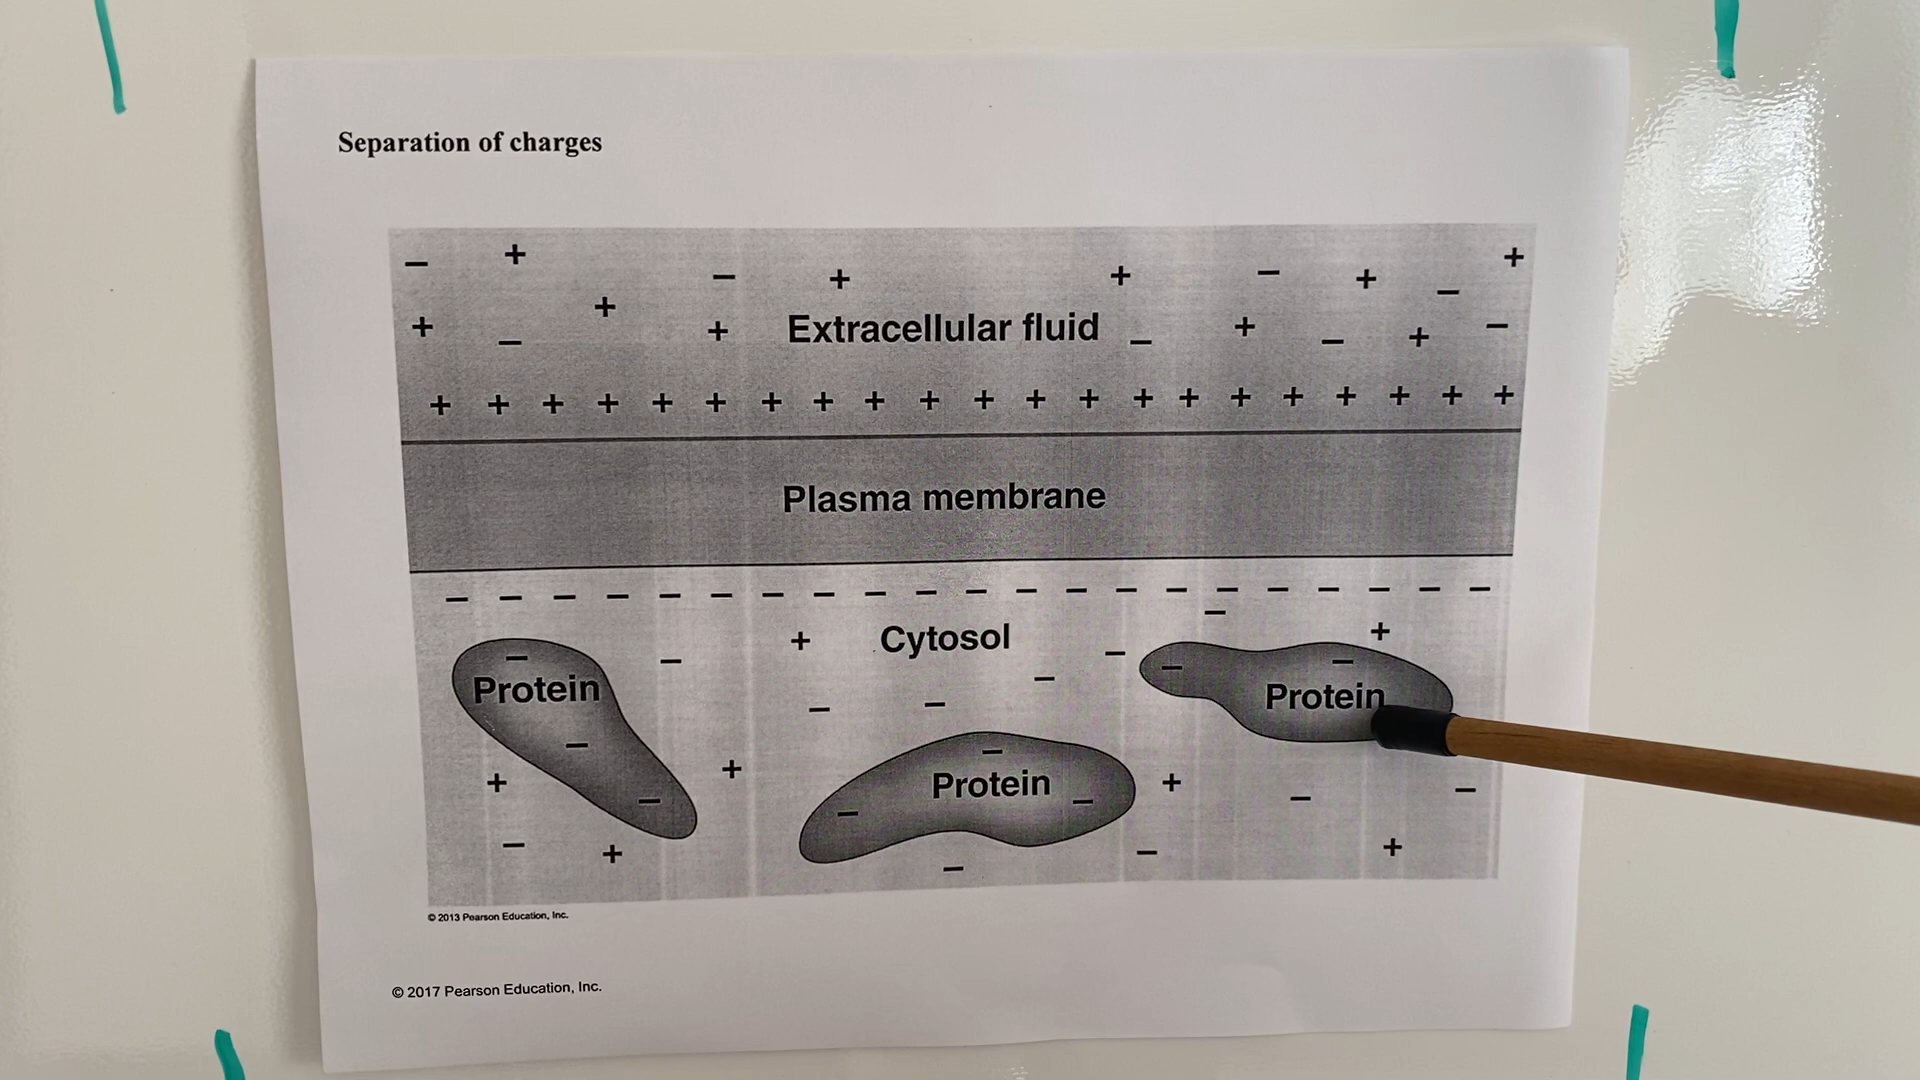 Separation of charges
− + − + + − + − +
+ − + + Extracellular fluid − + − + −
+ + + + + + + + + + + + + + + + + + + + +
Plasma membrane
− − − − − − − − − − − − − − − − − − − − −
+ Cytosol − − +
− Protein − − − − − − Protein
− − + − Protein − + − −
+ − − + − − − +
© 2013 Pearson Education, Inc.
© 2017 Pearson Education, Inc.